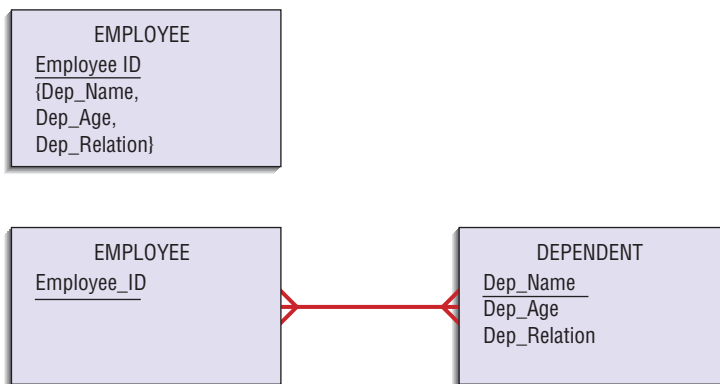 EMPLOYEE
Employee ID
{Dep_Name,
Dep_Age,
Dep_Relation}
EMPLOYEE
Employee_ID
DEPENDENT
Dep_Name
Dep_Age
Dep_Relation